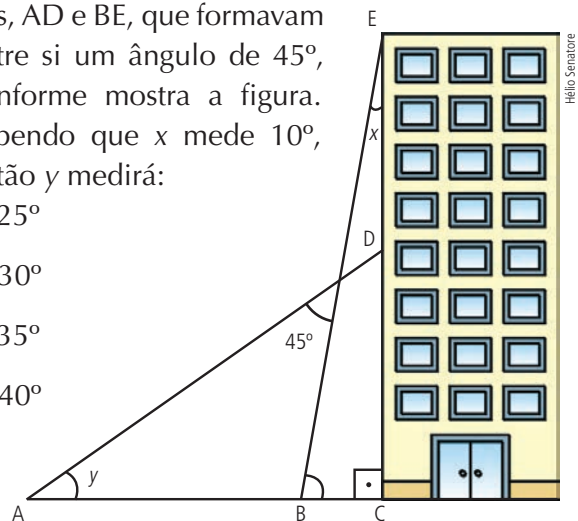 s, AD e BE, que formavam
tre si um ângulo de 45º,
nforme mostra a figura.
bendo que x mede 10º,
tão y medirá:
25º
30º
35º
40º
E
x
D
45º
y
A
B
C
Hélio Senatore